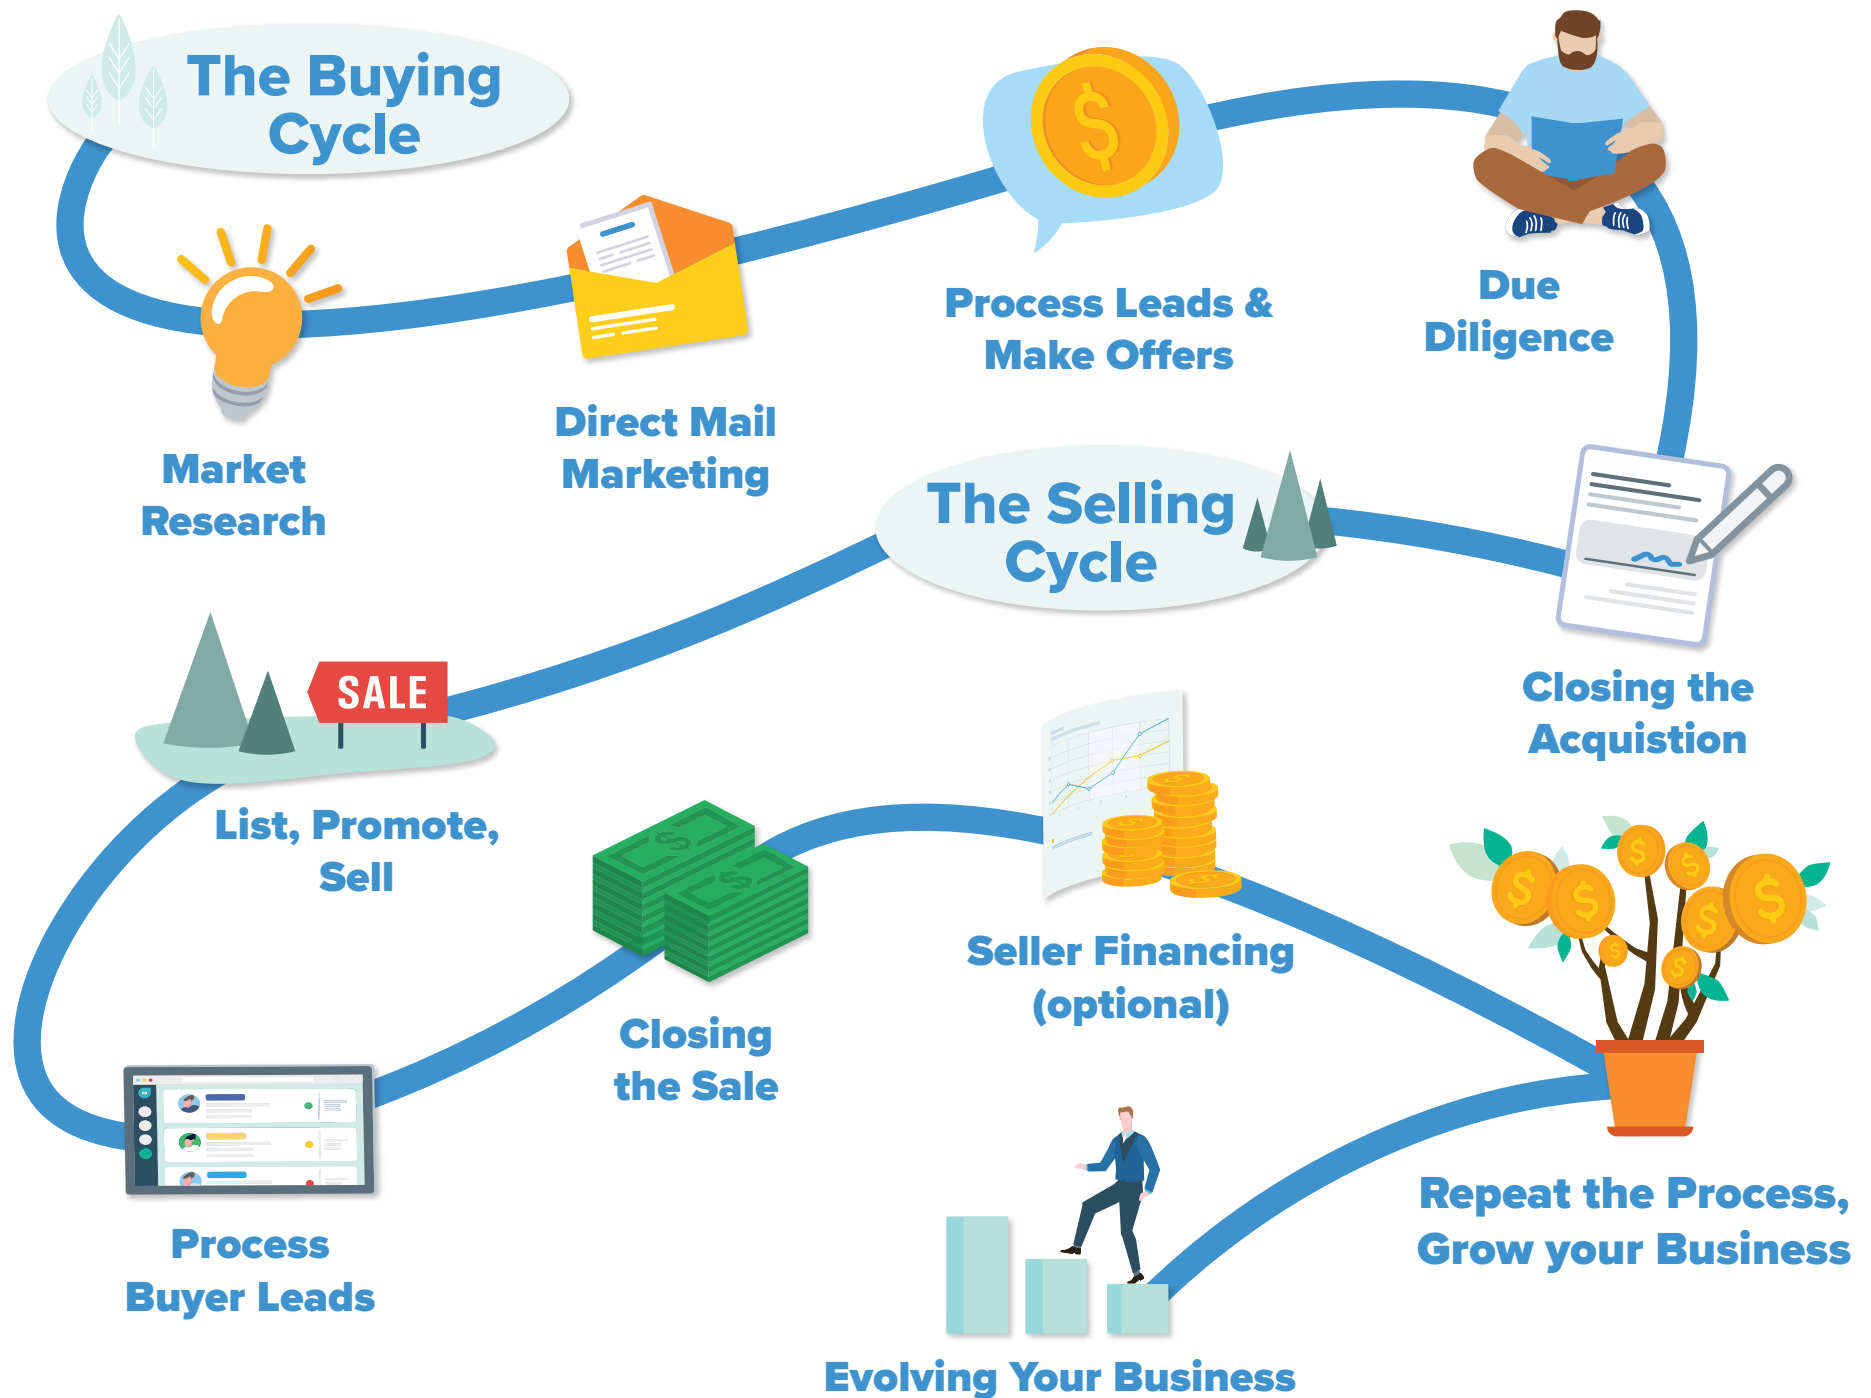 The Buying
Cycle
Market
Research
Direct Mail
Marketing
Process Leads &
Make Offers
Due
Diligence
Closing the
Acquistion
The Selling
Cycle
SALE
List, Promote,
Sell
Process
Buyer Leads
Closing
the Sale
Seller Financing
(optional)
Repeat the Process,
Grow your Business
Evolving Your Business